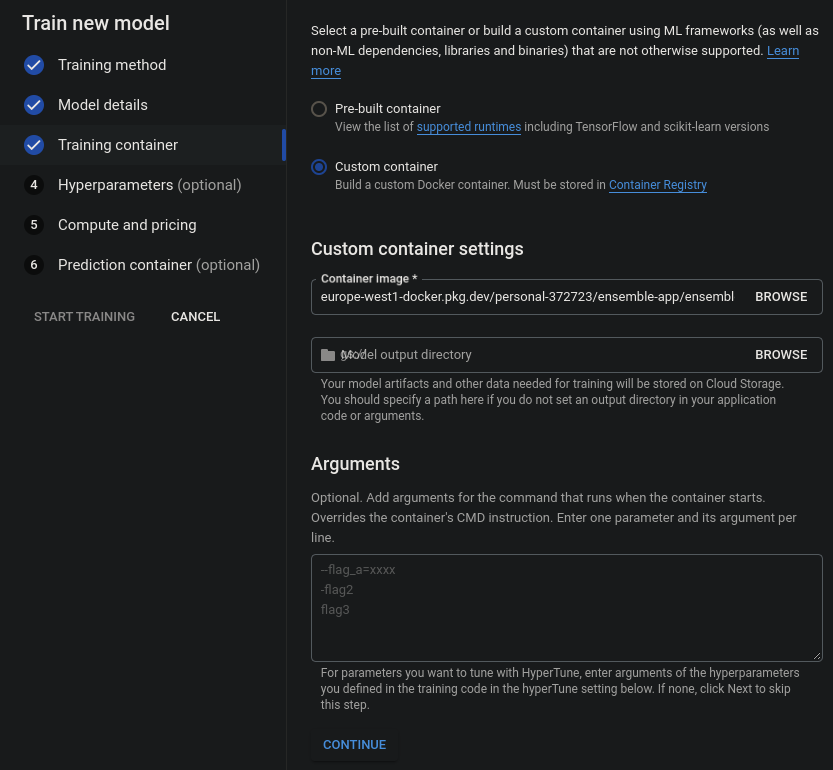 Train new model
Training method
Model details
Training container
4 Hyperparameters (optional)
5 Compute and pricing
6 Prediction container (optional)
START TRAINING CANCEL
Select a pre-built container or build a custom container using ML frameworks (as well as
non-ML dependencies, libraries and binaries) that are not otherwise supported. Learn
more
Pre-built container
View the list of supported runtimes including TensorFlow and scikit-learn versions
Custom container
Build a custom Docker container. Must be stored in Container Registry
Custom container settings
Container image *
europe-west1-docker.pkg.dev/personal-372723/ensemble-app/ensembl BROWSE
gs:// Model output directory BROWSE
Your model artifacts and other data needed for training will be stored on Cloud Storage.
You should specify a path here if you do not set an output directory in your application
code or arguments.
Arguments
Optional. Add arguments for the command that runs when the container starts.
Overrides the container's CMD instruction. Enter one parameter and its argument per
line.
--flag_a=xxxx
-flag2
flag3
For parameters you want to tune with HyperTune, enter arguments of the hyperparameters
you defined in the training code in the hyperTune setting below. If none, click Next to skip
this step.
CONTINUE